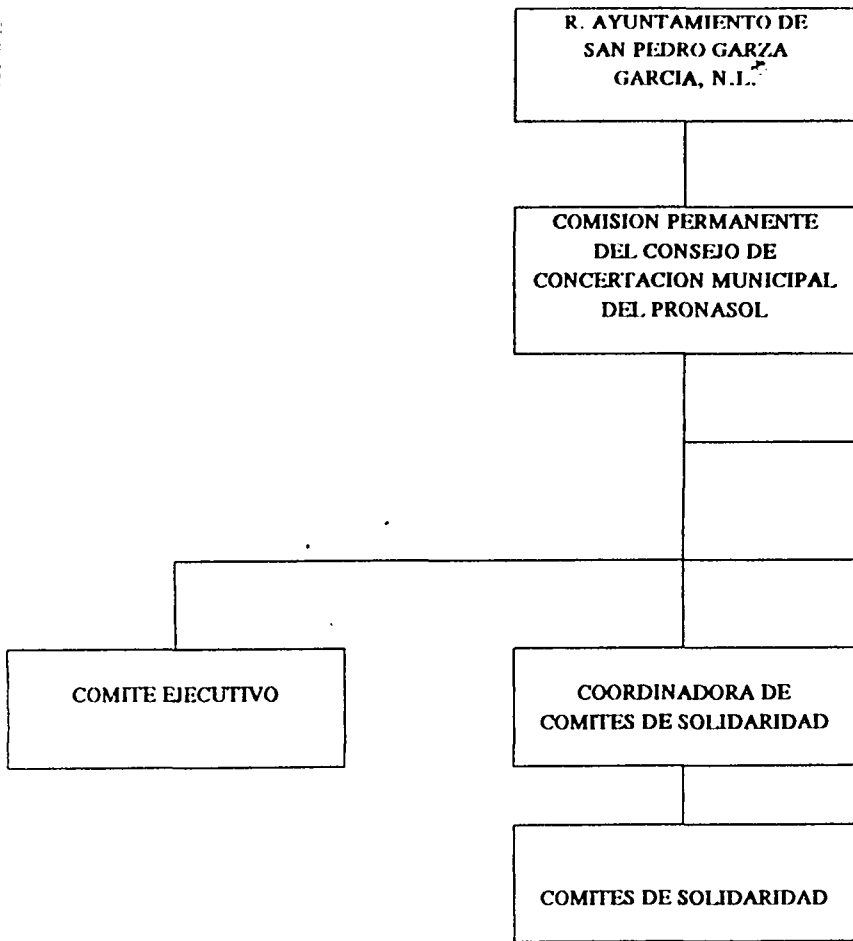 R. AYUNTAMIENTO DE
SAN PEDRO GARZA
GARCIA, N.L.
COMISION PERMANENTE
DEL CONSEJO DE
CONCERTACION MUNICIPAL
DEL PRONASOL
COMITE EJECUTIVO
COORDINADORA DE
COMITES DE SOLIDARIDAD
COMITES DE SOLIDARIDAD